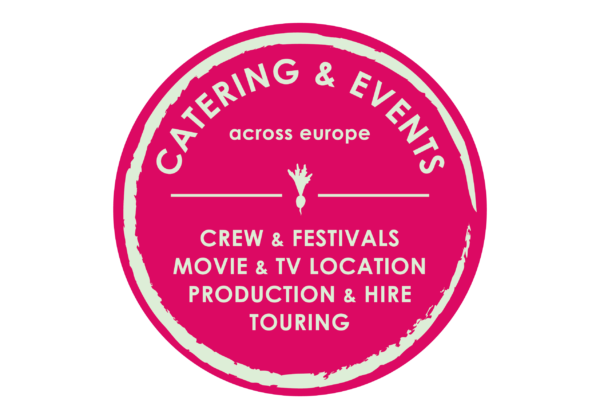 CATERING & EVENTS
across europe
CREW & FESTIVALS
MOVIE & TV LOCATION
PRODUCTION & HIRE
TOURING